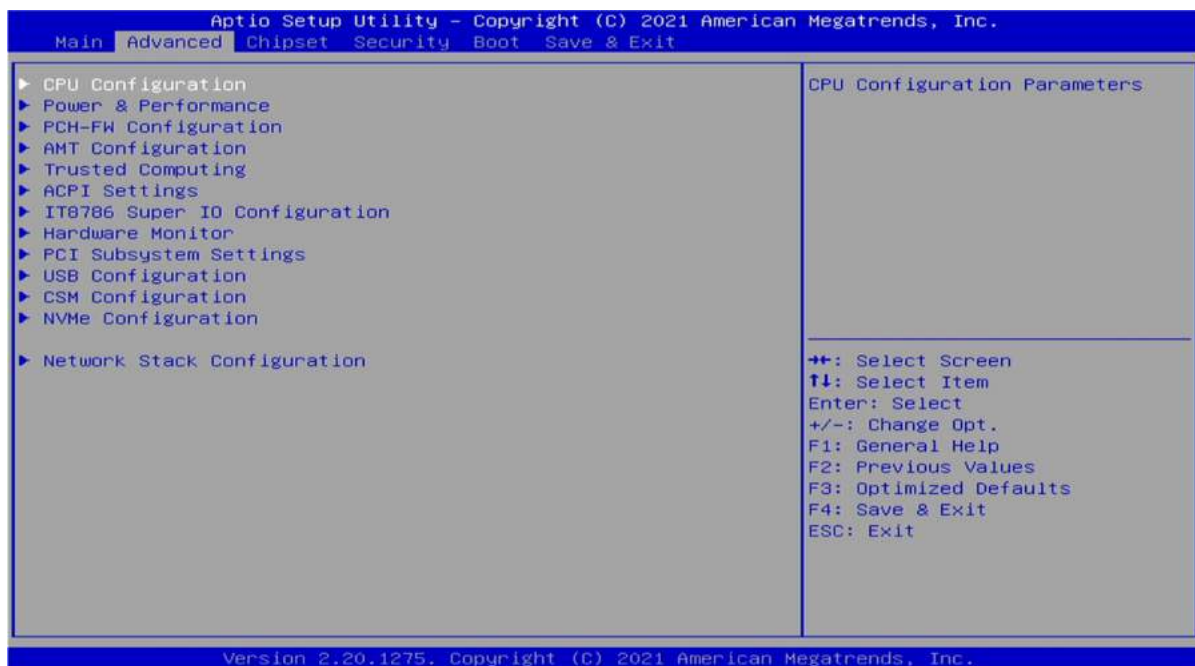 Aptio Setup Utility – Copyright (C) 2021 American Megatrends, Inc.
Main Advanced Chipset Security Boot Save & Exit
▶ CPU Configuration
▶ Power & Performance
▶ PCH-FW Configuration
▶ AMT Configuration
▶ Trusted Computing
▶ ACPI Settings
▶ IT8786 Super IO Configuration
▶ Hardware Monitor
▶ PCI Subsystem Settings
▶ USB Configuration
▶ CSM Configuration
▶ NVMe Configuration
▶ Network Stack Configuration
CPU Configuration Parameters
→←: Select Screen
↑↓: Select Item
Enter: Select
+/-: Change Opt.
F1: General Help
F2: Previous Values
F3: Optimized Defaults
F4: Save & Exit
ESC: Exit
Version 2.20.1275. Copyright (C) 2021 American Megatrends, Inc.